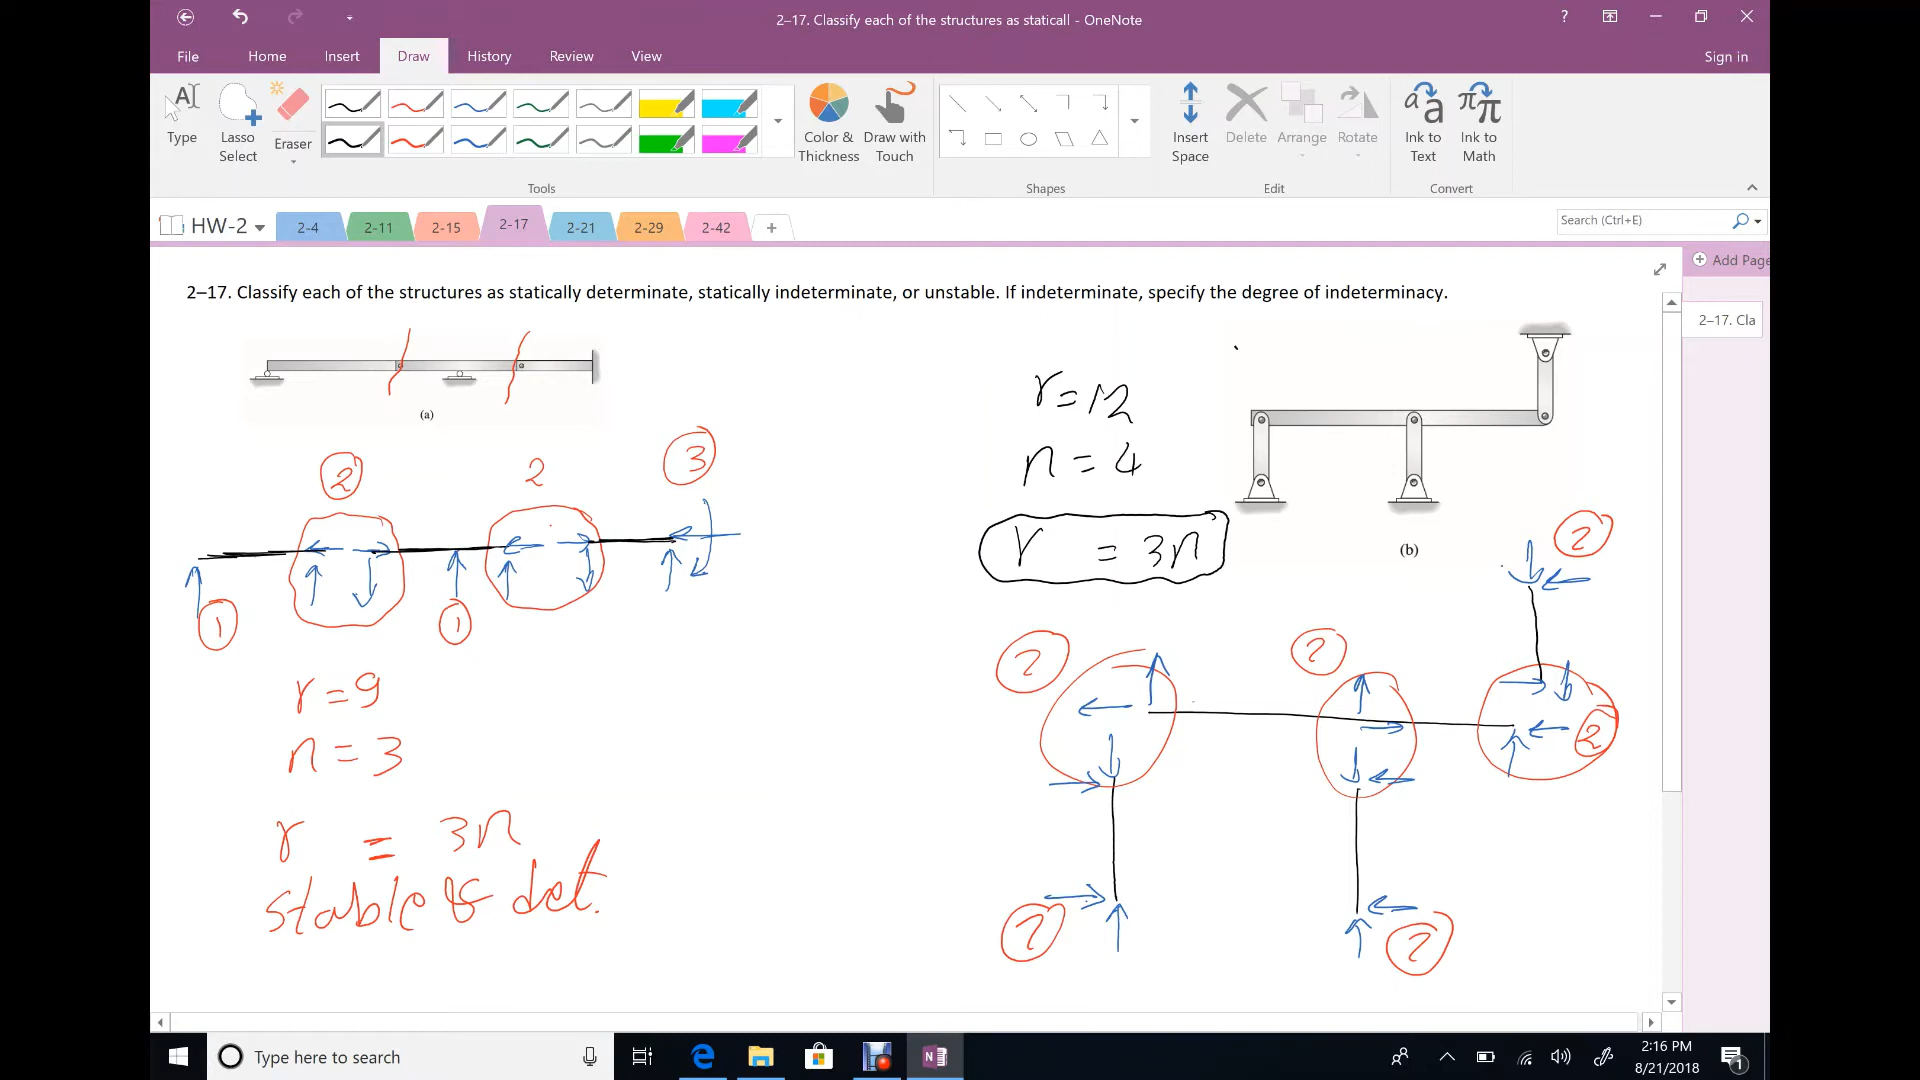 2–17. Classify each of the structures as staticall - OneNote
?
File Home Insert Draw History Review View
Sign in
Type
Lasso Select
Eraser
Color & Thickness
Draw with Touch
Insert Space
Delete
Arrange
Rotate
Ink to Text
Ink to Math
Tools Shapes Edit Convert
HW-2 2-4 2-11 2-15 2-17 2-21 2-29 2-42 +
Search (Ctrl+E)
Add Page
2–17. Cla
2–17. Classify each of the structures as statically determinate, statically indeterminate, or unstable. If indeterminate, specify the degree of indeterminacy.
(a)
2 2 3
1 1
r = 9
n = 3
r = 3n
stable & det.
r = 12
n = 4
r = 3n
(b)
2
2 2
2
2 2
Type here to search
2:16 PM
8/21/2018
1